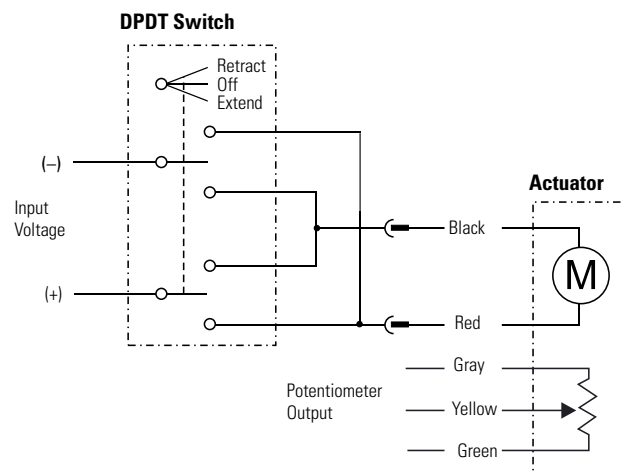 DPDT Switch
Retract
Off
Extend
(–)
Input
Voltage
(+)
Actuator
Black
M
Red
Gray
Potentiometer
Output
Yellow
Green